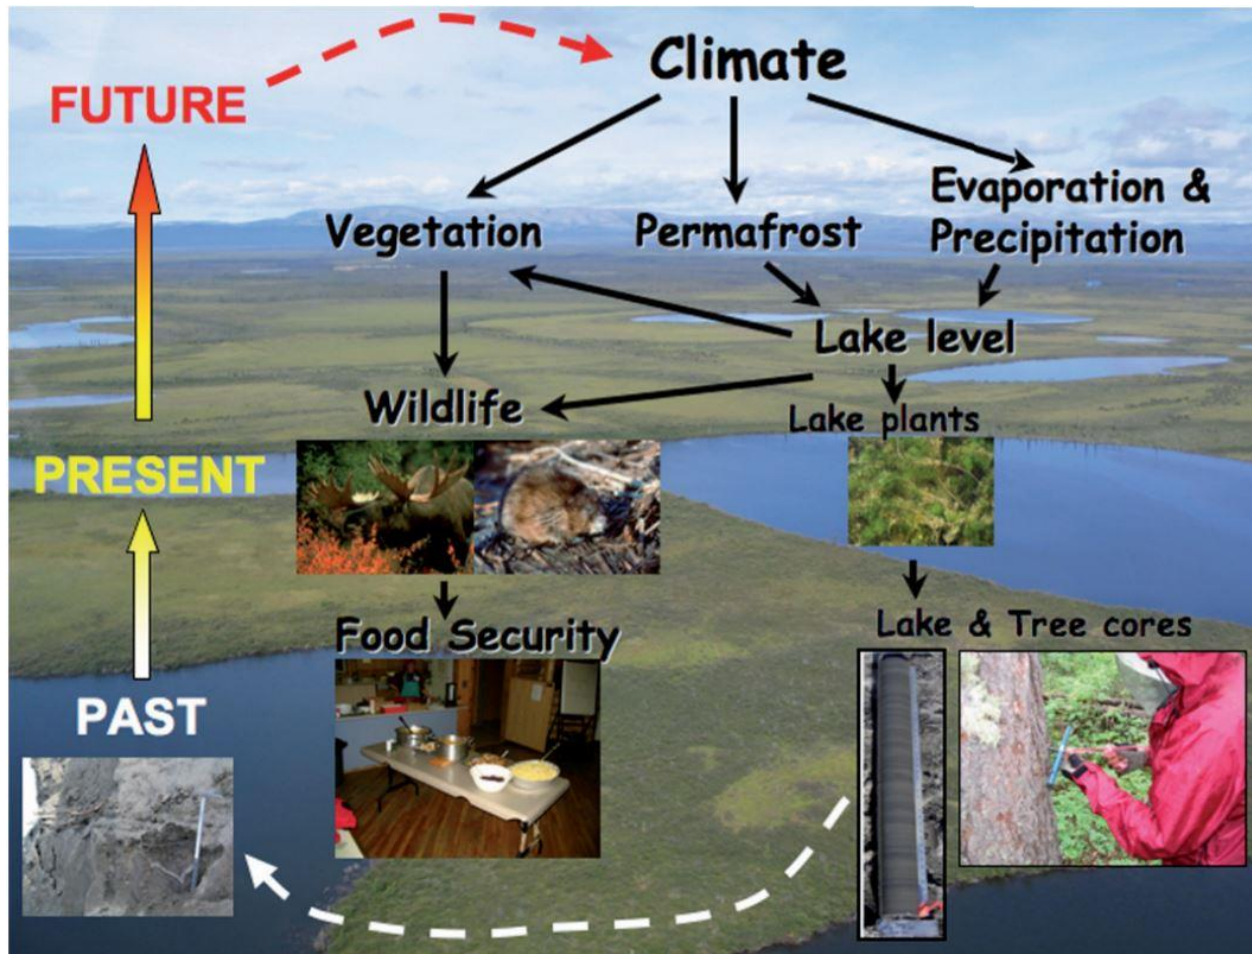 Climate
FUTURE
Evaporation &
Precipitation
Vegetation
Permafrost
Lake level
Wildlife
Lake plants
PRESENT
Food Security
Lake & Tree cores
PAST